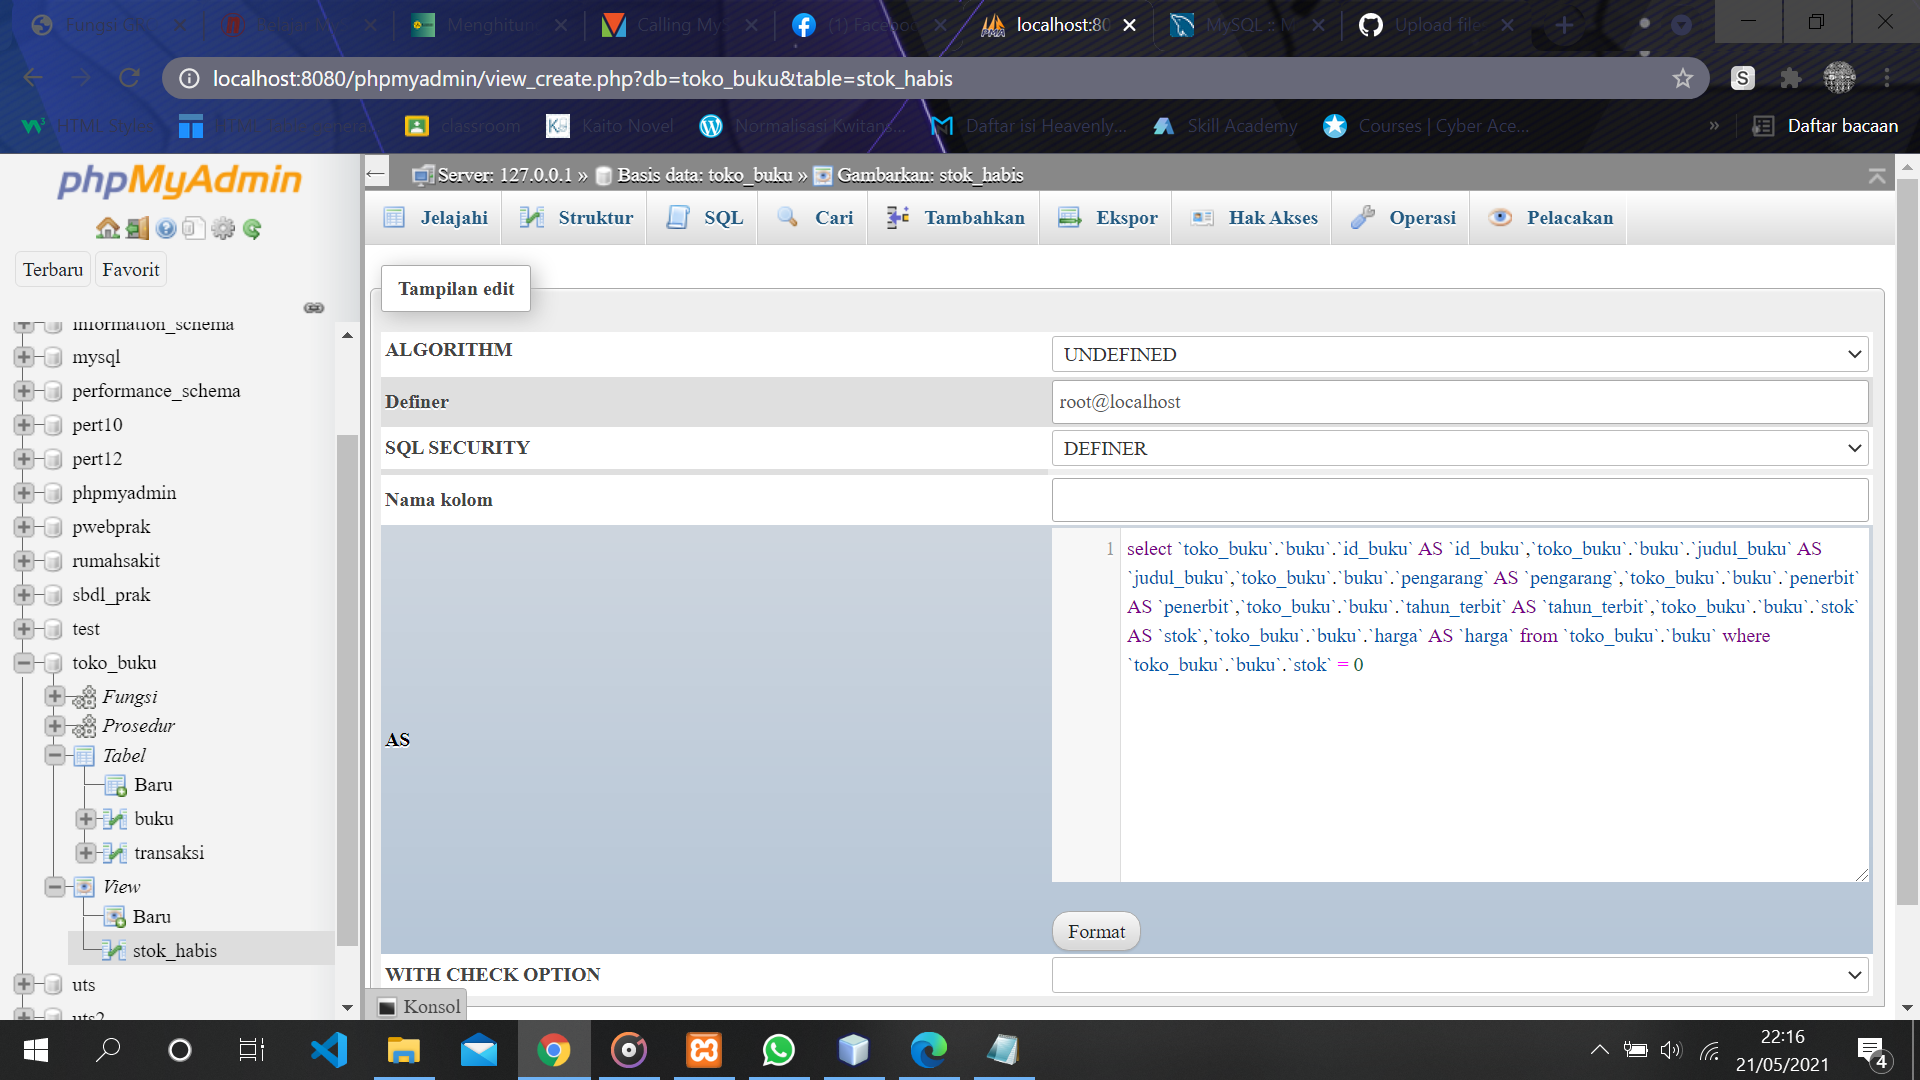 Fungsi G
Belajar M
Menghitun
Calling MyS
(1) Facebo
localhost:80
MySQL :: M
Upload file
localhost:8080/phpmyadmin/view_create.php?db=toko_buku&table=stok_habis
S
classroom
Kaito Novel
Normalisasi Kwitans...
Daftar isi Heavenly...
Skill Academy
Courses | Cyber Ace...
»
Daftar bacaan
phpMyAdmin
Terbaru
Favorit
information_schema
mysql
performance_schema
pert10
pert12
phpmyadmin
pwebprak
rumahsakit
sbdl_prak
test
toko_buku
Fungsi
Prosedur
Tabel
Baru
buku
transaksi
View
Baru
stok_habis
uts
uts2
Server: 127.0.0.1 » Basis data: toko_buku » Gambarkan: stok_habis
Jelajahi
Struktur
SQL
Cari
Tambahkan
Ekspor
Hak Akses
Operasi
Pelacakan
Tampilan edit
ALGORITHM
UNDEFINED
Definer
root@localhost
SQL SECURITY
DEFINER
Nama kolom
AS
1
select `toko_buku`.`buku`.`id_buku` AS `id_buku`,`toko_buku`.`buku`.`judul_buku` AS
`judul_buku`,`toko_buku`.`buku`.`pengarang` AS `pengarang`,`toko_buku`.`buku`.`penerbit`
AS `penerbit`,`toko_buku`.`buku`.`tahun_terbit` AS `tahun_terbit`,`toko_buku`.`buku`.`stok`
AS `stok`,`toko_buku`.`buku`.`harga` AS `harga` from `toko_buku`.`buku` where
`toko_buku`.`buku`.`stok` = 0
Format
WITH CHECK OPTION
Konsol
22:16
21/05/2021
4